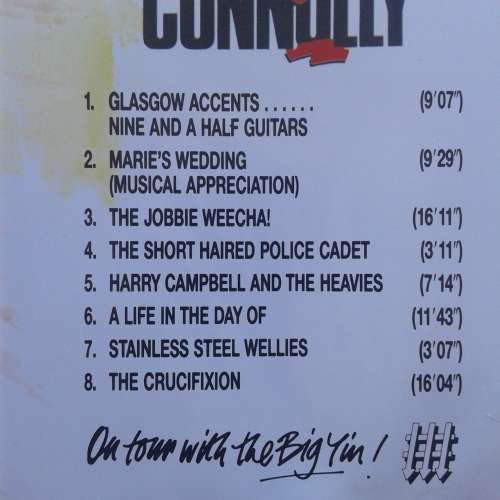 CONNOLLY
1. GLASGOW ACCENTS ...... (9'07")
NINE AND A HALF GUITARS
2. MARIE'S WEDDING (9'29")
(MUSICAL APPRECIATION)
3. THE JOBBIE WEECHA! (16'11")
4. THE SHORT HAIRED POLICE CADET (3'11")
5. HARRY CAMPBELL AND THE HEAVIES (7'14")
6. A LIFE IN THE DAY OF (11'43")
7. STAINLESS STEEL WELLIES (3'07")
8. THE CRUCIFIXION (16'04")
On tour with the Big Yin!